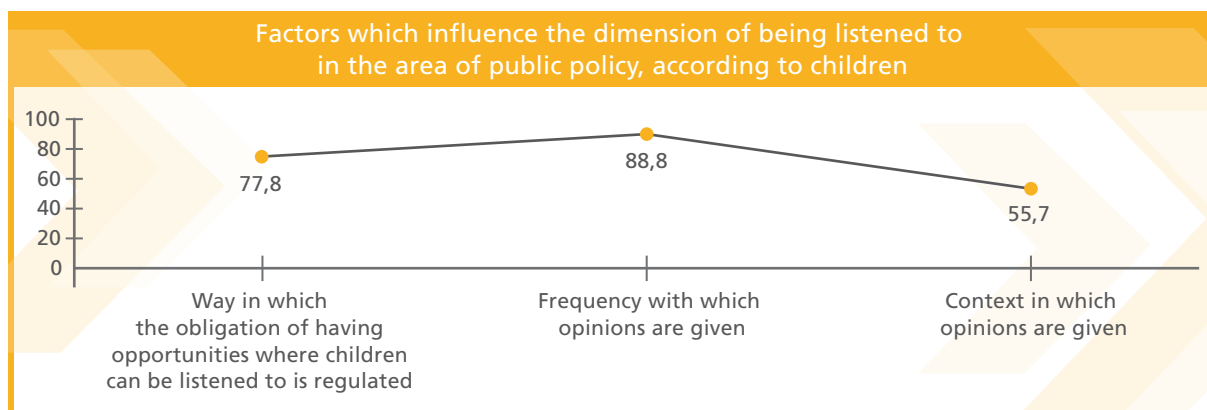 Factors which influence the dimension of being listened to
in the area of public policy, according to children
100
80
60
40
20
0
77,8
88,8
55,7
Way in which
the obligation of having
opportunities where children
can be listened to is regulated
Frequency with which
opinions are given
Context in which
opinions are given